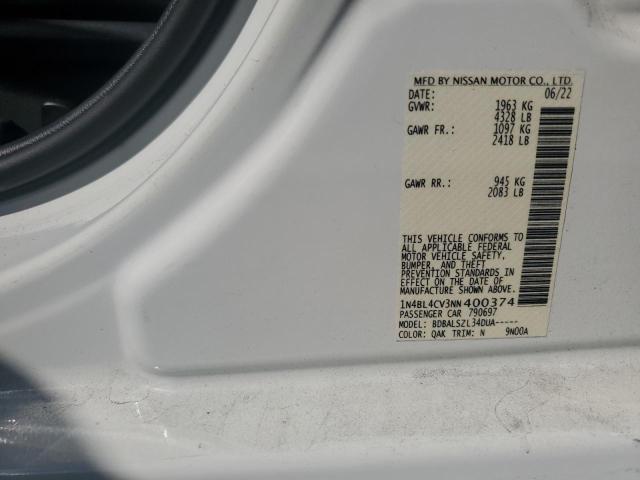 MFD BY NISSAN MOTOR CO., LTD.
DATE: 06/22
GVWR: 1963 KG
4328 LB
GAWR FR.: 1097 KG
2418 LB
GAWR RR.: 945 KG
2083 LB
THIS VEHICLE CONFORMS TO
ALL APPLICABLE FEDERAL
MOTOR VEHICLE SAFETY,
BUMPER, AND THEFT
PREVENTION STANDARDS IN
EFFECT ON THE DATE OF
MANUFACTURE SHOWN ABOVE.
1N4BL4CV3NN400374
PASSENGER CAR 790697
MODEL: BDBALSZL34DUA-----
COLOR: QAK TRIM: N 9N00A